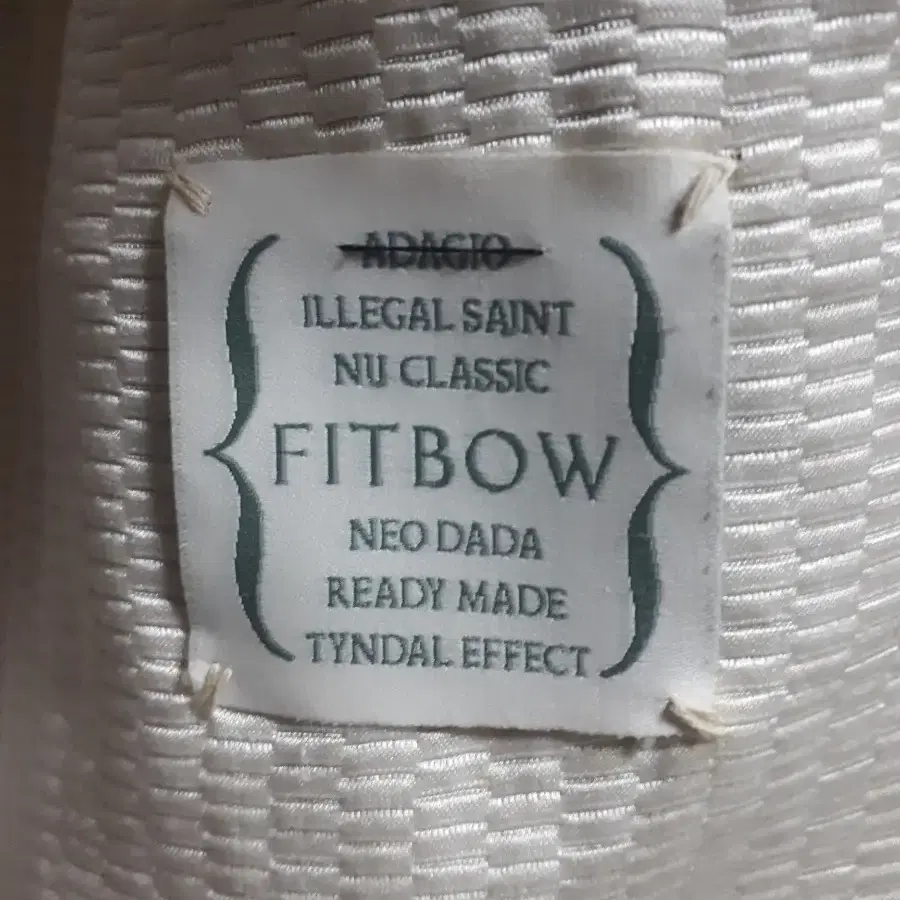 ADAGIO
ILLEGAL SAINT
NU CLASSIC
FITBOW
NEO DADA
READY MADE
TYNDAL EFFECT